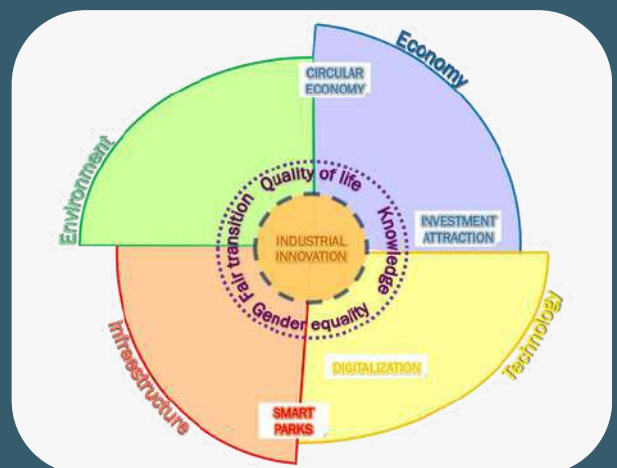 Economy
CIRCULAR
ECONOMY
Environment
Quality of life
Fair transition
Knowledge
INDUSTRIAL
INNOVATION
INVESTMENT
ATTRACTION
Gender equality
Infraestructure
Technology
DIGITALIZATION
SMART
PARKS